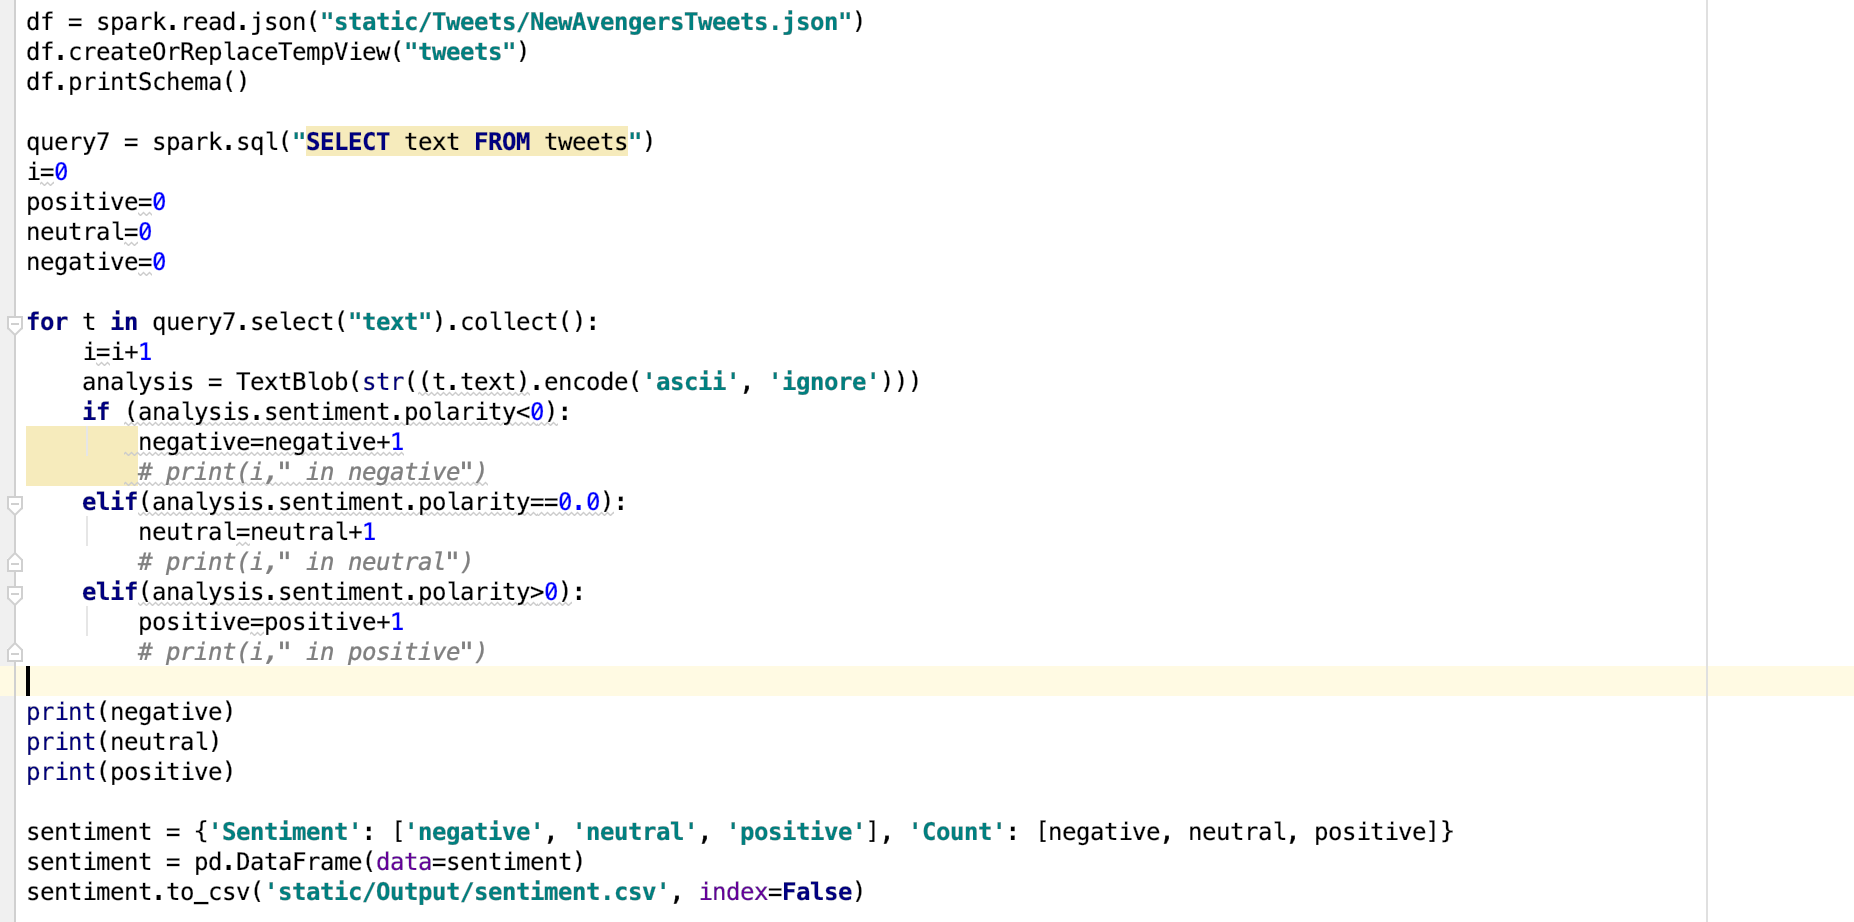 df = spark.read.json("static/Tweets/NewAvengersTweets.json")
df.createOrReplaceTempView("tweets")
df.printSchema()

query7 = spark.sql("SELECT text FROM tweets")
i=0
positive=0
neutral=0
negative=0

for t in query7.select("text").collect():
    i=i+1
    analysis = TextBlob(str((t.text).encode('ascii', 'ignore')))
    if (analysis.sentiment.polarity<0):
        negative=negative+1
        # print(i," in negative")
    elif(analysis.sentiment.polarity==0.0):
        neutral=neutral+1
        # print(i," in neutral")
    elif(analysis.sentiment.polarity>0):
        positive=positive+1
        # print(i," in positive")

print(negative)
print(neutral)
print(positive)

sentiment = {'Sentiment': ['negative', 'neutral', 'positive'], 'Count': [negative, neutral, positive]}
sentiment = pd.DataFrame(data=sentiment)
sentiment.to_csv('static/Output/sentiment.csv', index=False)